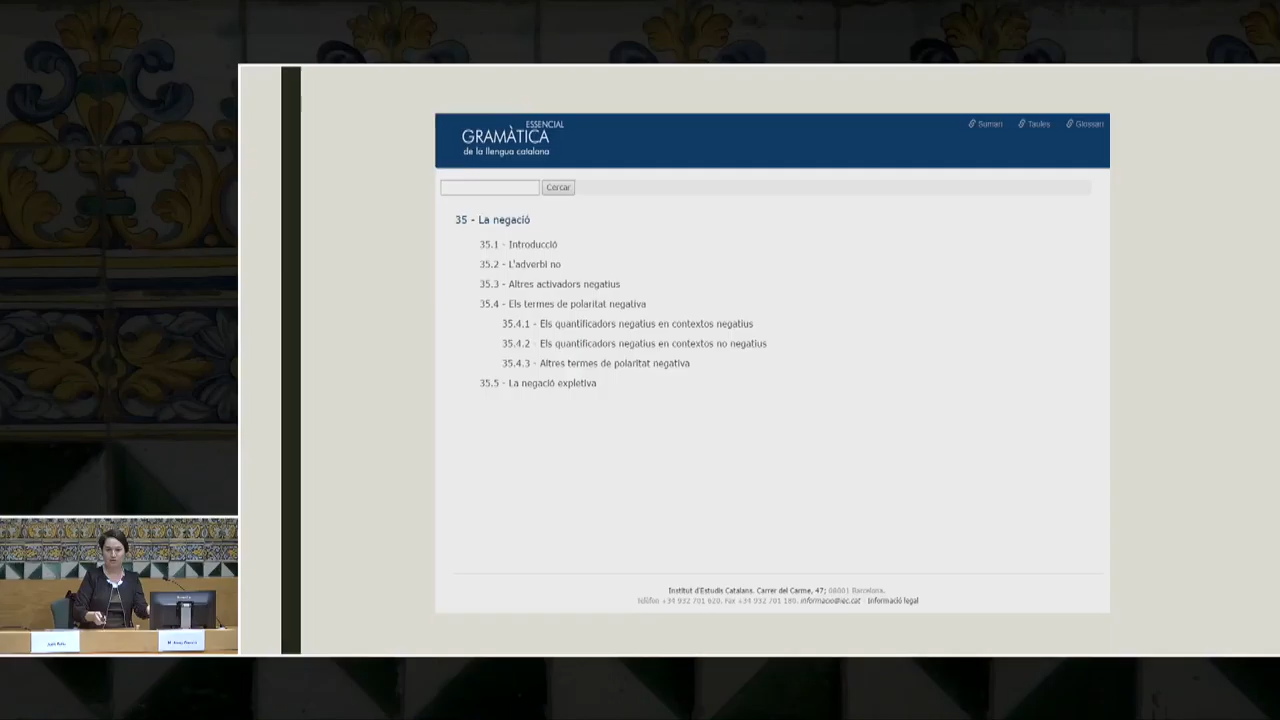 ESSENCIAL
GRAMÀTICA
de la llengua catalana
Sumari
Taules
Glossari
Cercar
35 - La negació
35.1 - Introducció
35.2 - L'adverbi no
35.3 - Altres activadors negatius
35.4 - Els termes de polaritat negativa
35.4.1 - Els quantificadors negatius en contextos negatius
35.4.2 - Els quantificadors negatius en contextos no negatius
35.4.3 - Altres termes de polaritat negativa
35.5 - La negació expletiva
Institut d'Estudis Catalans. Carrer del Carme, 47; 08001 Barcelona.
Telèfon +34 932 701 620. Fax +34 932 701 180. informacio@iec.cat - Informació legal